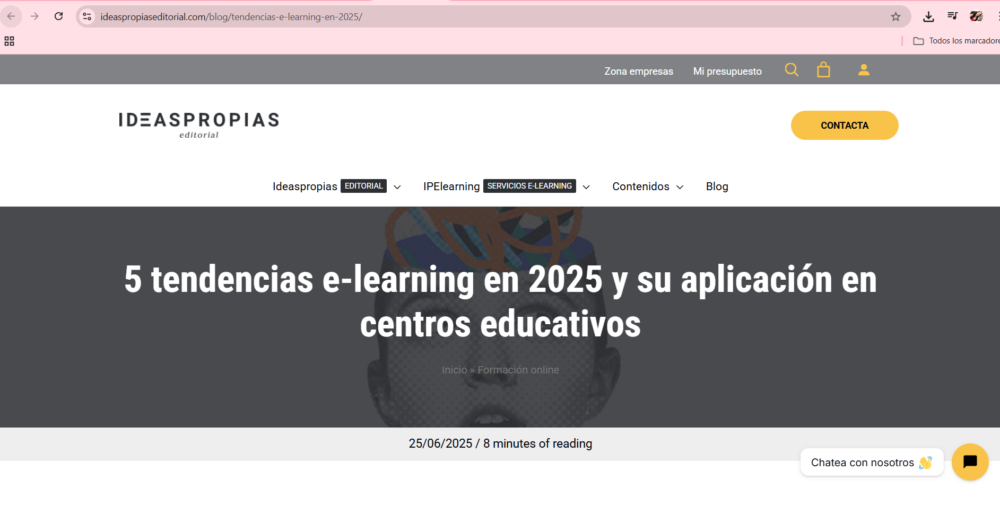 ideaspropiaseditorial.com/blog/tendencias-e-learning-en-2025/
Todos los marcadore
Zona empresas Mi presupuesto
IDEASPROPIAS
editorial
CONTACTA
Ideaspropias EDITORIAL IPElearning SERVICIOS E-LEARNING Contenidos Blog
5 tendencias e-learning en 2025 y su aplicación en
centros educativos
Inicio » Formación online
25/06/2025 / 8 minutes of reading
Chatea con nosotros 👋